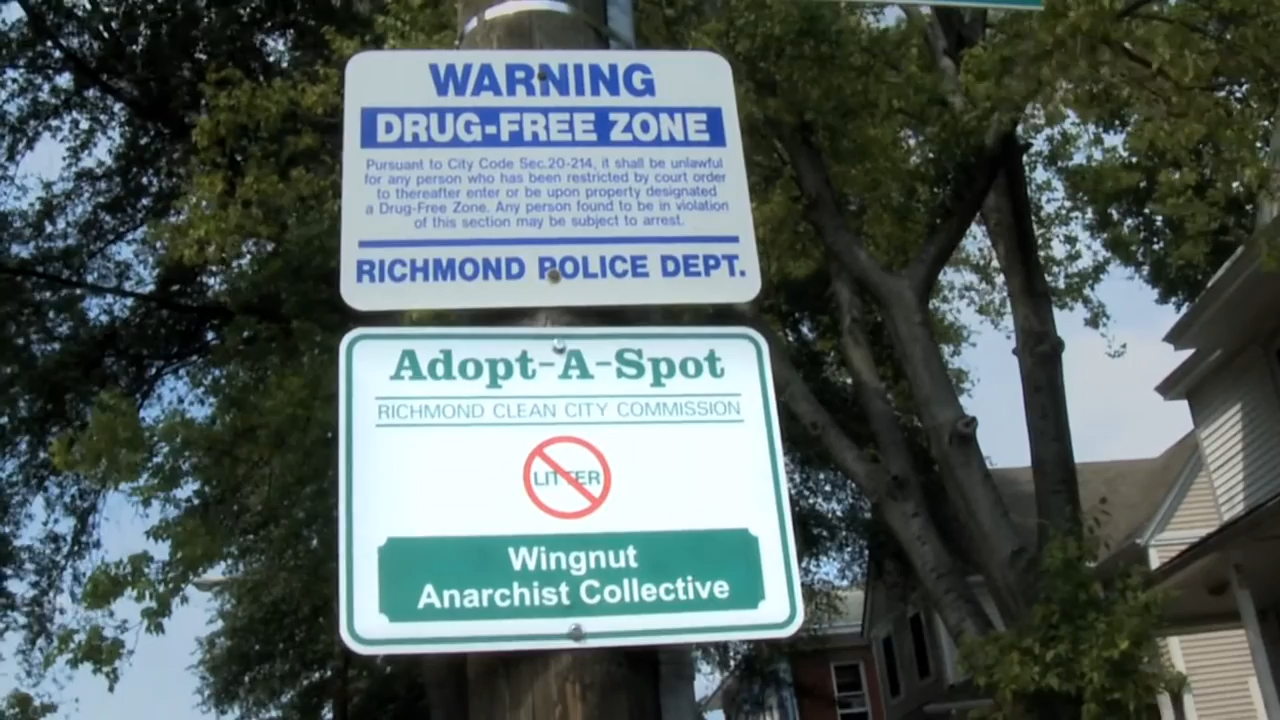 WARNING
DRUG-FREE ZONE
Pursuant to City Code Sec.20-214, it shall be unlawful
for any person who has been restricted by court order
to thereafter enter or be upon property designated
a Drug-Free Zone. Any person found to be in violation
of this section may be subject to arrest.
RICHMOND POLICE DEPT.
Adopt-A-Spot
RICHMOND CLEAN CITY COMMISSION
LITTER
Wingnut
Anarchist Collective